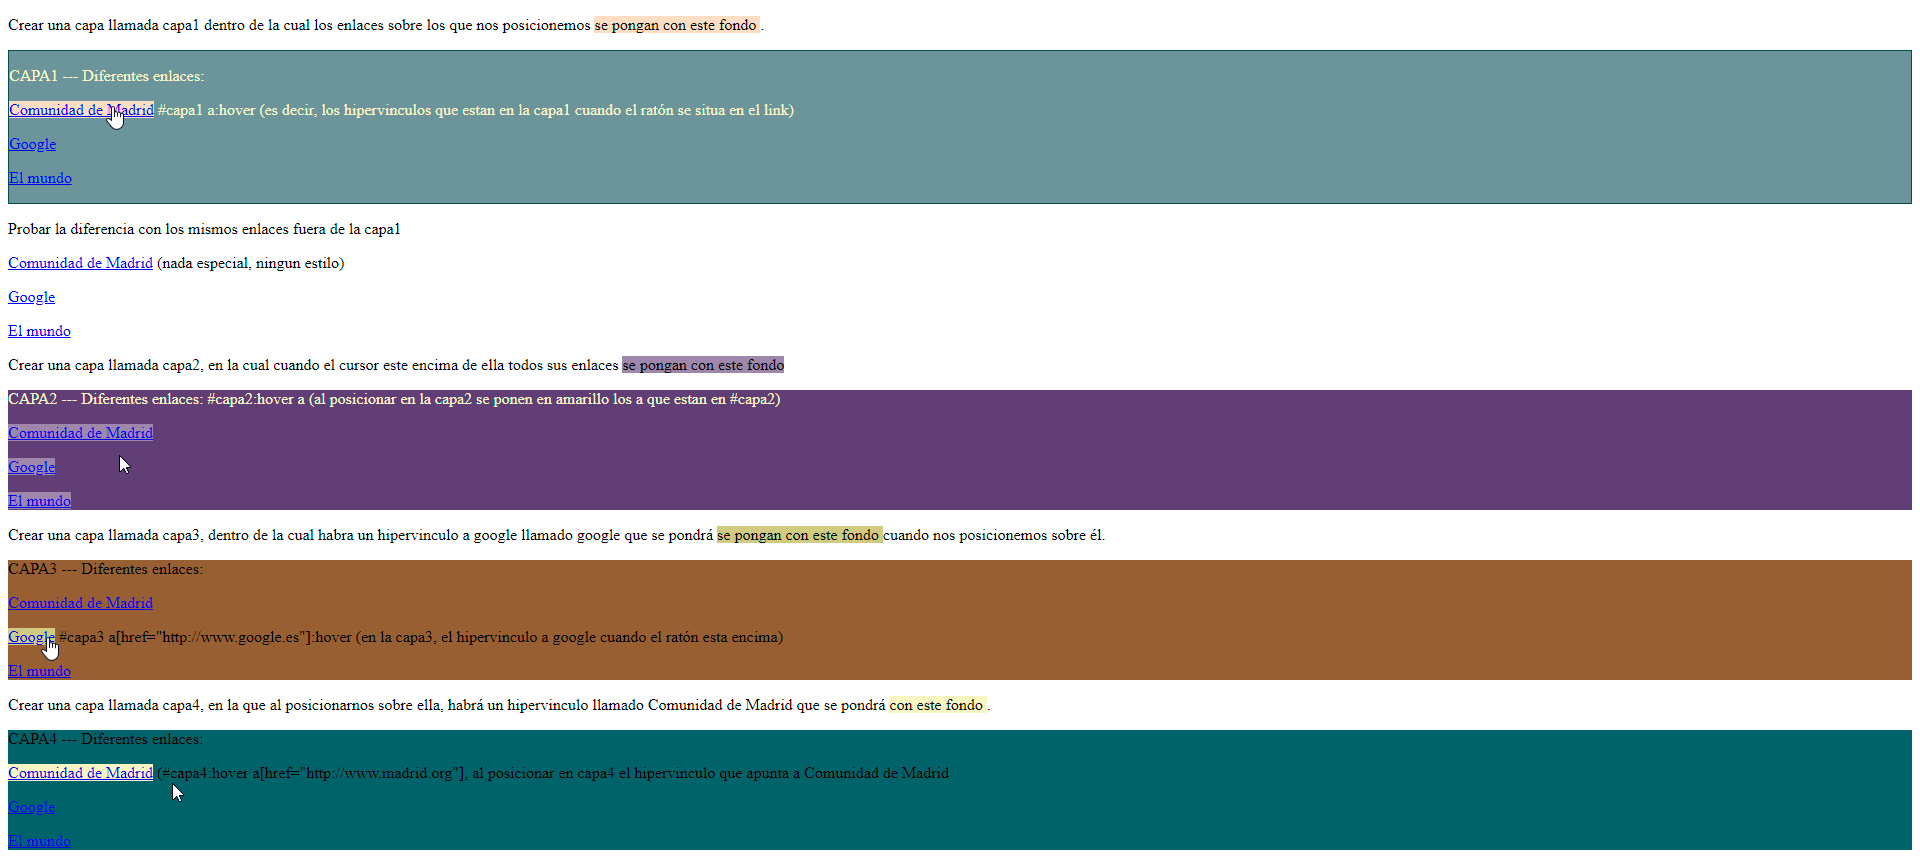 Crear una capa llamada capa1 dentro de la cual los enlaces sobre los que nos posicionemos se pongan con este fondo .
CAPA1 --- Diferentes enlaces:
Comunidad de Madrid #capa1 a:hover (es decir, los hipervinculos que estan en la capa1 cuando el ratón se situa en el link)
Google
El mundo
Probar la diferencia con los mismos enlaces fuera de la capa1
Comunidad de Madrid (nada especial, ningun estilo)
Google
El mundo
Crear una capa llamada capa2, en la cual cuando el cursor este encima de ella todos sus enlaces se pongan con este fondo
CAPA2 --- Diferentes enlaces: #capa2:hover a (al posicionar en la capa2 se ponen en amarillo los a que estan en #capa2)
Comunidad de Madrid
Google
El mundo
Crear una capa llamada capa3, dentro de la cual habra un hipervinculo a google llamado google que se pondrá se pongan con este fondo cuando nos posicionemos sobre él.
CAPA3 --- Diferentes enlaces:
Comunidad de Madrid
Google #capa3 a[href="http://www.google.es"]:hover (en la capa3, el hipervinculo a google cuando el ratón esta encima)
El mundo
Crear una capa llamada capa4, en la que al posicionarnos sobre ella, habrá un hipervinculo llamado Comunidad de Madrid que se pondrá con este fondo .
CAPA4 --- Diferentes enlaces:
Comunidad de Madrid (#capa4:hover a[href="http://www.madrid.org"], al posicionar en capa4 el hipervinculo que apunta a Comunidad de Madrid
Google
El mundo